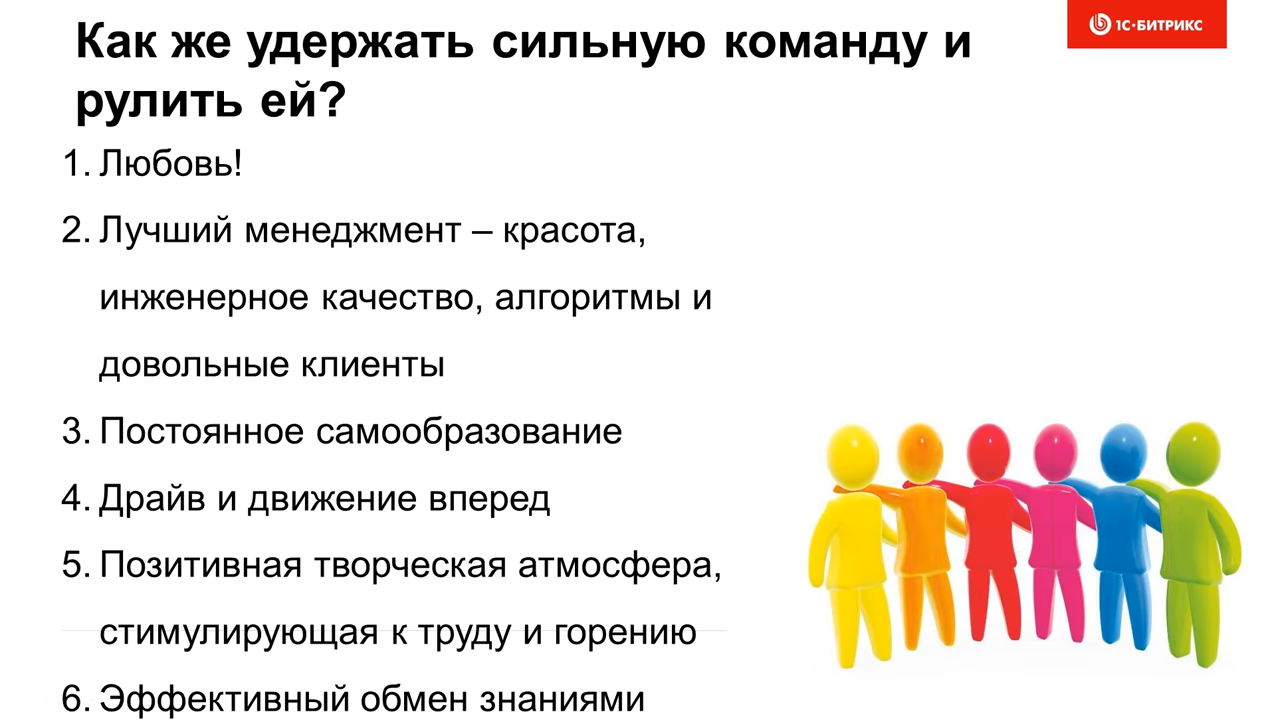 Как же удержать сильную команду и
рулить ей?
1С·БИТРИКС
1. Любовь!
2. Лучший менеджмент – красота,
инженерное качество, алгоритмы и
довольные клиенты
3. Постоянное самообразование
4. Драйв и движение вперед
5. Позитивная творческая атмосфера,
стимулирующая к труду и горению
6. Эффективный обмен знаниями